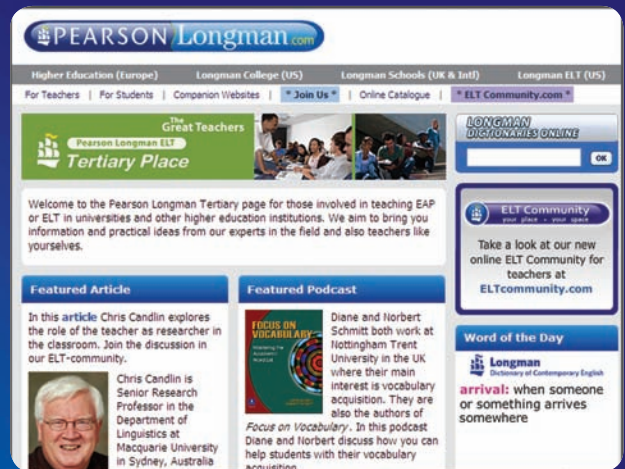 PEARSON Longman.com
Higher Education (Europe) Longman College (US) Longman Schools (UK & Intl) Longman ELT (US)
For Teachers | For Students | Companion Websites | * Join Us * | Online Catalogue | * ELT Community.com *
The
Great Teachers
Pearson Longman ELT
Tertiary Place
LONGMAN
DICTIONARIES ONLINE
OK
Welcome to the Pearson Longman Tertiary page for those involved in teaching EAP
or ELT in universities and other higher education institutions. We aim to bring you
information and practical ideas from our experts in the field and also teachers like
yourselves.
ELT Community
your place - your space
Take a look at our new
online ELT Community for
teachers at
ELTcommunity.com
Featured Article
In this article Chris Candlin explores
the role of the teacher as researcher in
the classroom. Join the discussion in
our ELT-community.
Chris Candlin is
Senior Research
Professor in the
Department of
Linguistics at
Macquarie University
in Sydney, Australia
Featured Podcast
FOCUS ON
VOCABULARY
Diane and Norbert
Schmitt both work at
Nottingham Trent
University in the UK
where their main
interest is vocabulary
acquisition. They are
also the authors of
Focus on Vocabulary. In this podcast
Diane and Norbert discuss how you can
help students with their vocabulary
acquisition.
Word of the Day
Longman
Dictionary of Contemporary English
arrival: when someone
or something arrives
somewhere